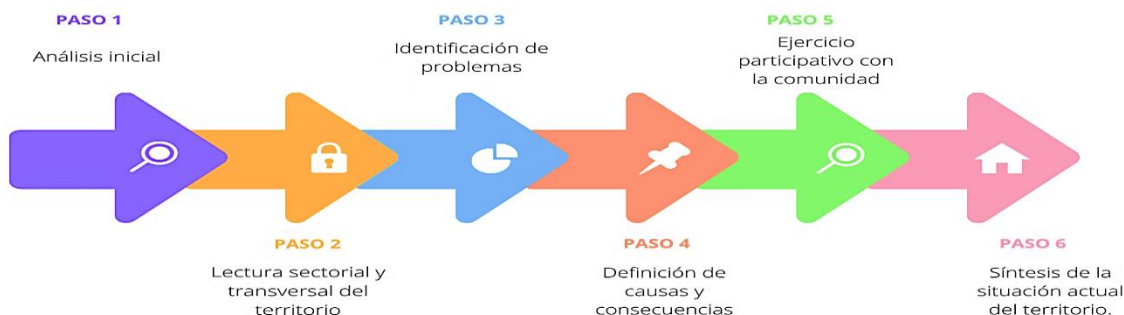 PASO 1
Análisis inicial
PASO 2
Lectura sectorial y
transversal del
territorio
PASO 3
Identificación de
problemas
PASO 4
Definición de
causas y
consecuencias
PASO 5
Ejercicio
participativo con
la comunidad
PASO 6
Síntesis de la
situación actual
del territorio.